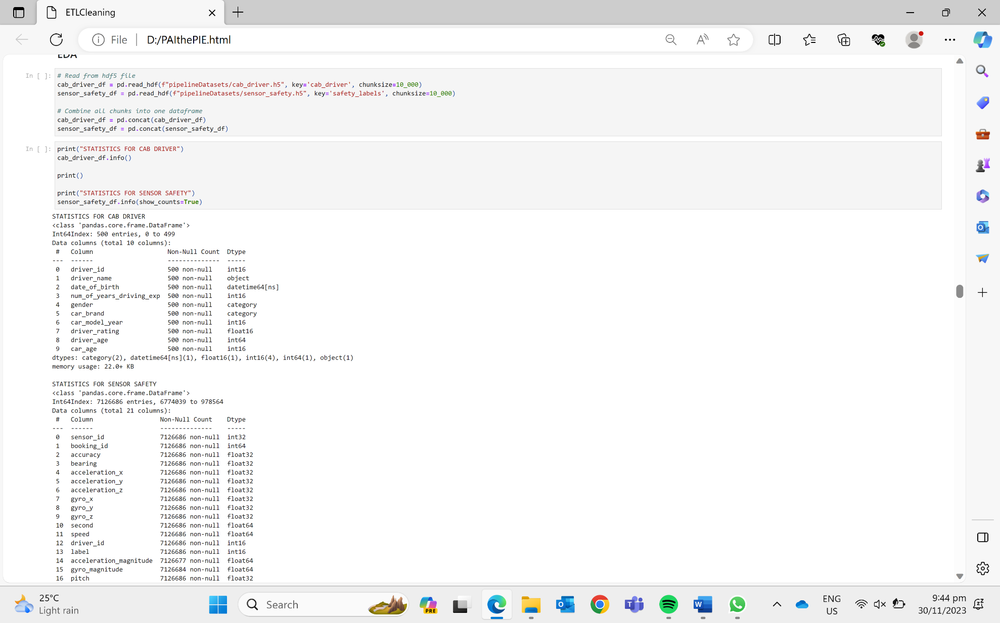 ETLCleaning
File D:/PAIthePIE.html
EDA
In [ ]: # Read from hdf5 file
cab_driver_df = pd.read_hdf(f"pipelineDatasets/cab_driver.h5", key='cab_driver', chunksize=10_000)
sensor_safety_df = pd.read_hdf(f"pipelineDatasets/sensor_safety.h5", key='safety_labels', chunksize=10_000)
# Combine all chunks into one dataframe
cab_driver_df = pd.concat(cab_driver_df)
sensor_safety_df = pd.concat(sensor_safety_df)
In [ ]: print("STATISTICS FOR CAB DRIVER")
cab_driver_df.info()
print()
print("STATISTICS FOR SENSOR SAFETY")
sensor_safety_df.info(show_counts=True)
STATISTICS FOR CAB DRIVER
<class 'pandas.core.frame.DataFrame'>
Int64Index: 500 entries, 0 to 499
Data columns (total 10 columns):
# Column Non-Null Count Dtype
--- ------ -------------- -----
0 driver_id 500 non-null int16
1 driver_name 500 non-null object
2 date_of_birth 500 non-null datetime64[ns]
3 num_of_years_driving_exp 500 non-null int16
4 gender 500 non-null category
5 car_brand 500 non-null category
6 car_model_year 500 non-null int16
7 driver_rating 500 non-null float16
8 driver_age 500 non-null int64
9 car_age 500 non-null int16
dtypes: category(2), datetime64[ns](1), float16(1), int16(4), int64(1), object(1)
memory usage: 22.0+ KB
STATISTICS FOR SENSOR SAFETY
<class 'pandas.core.frame.DataFrame'>
Int64Index: 7126686 entries, 6774039 to 978564
Data columns (total 21 columns):
# Column Non-Null Count Dtype
--- ------ -------------- -----
0 sensor_id 7126686 non-null int32
1 booking_id 7126686 non-null int64
2 accuracy 7126686 non-null float32
3 bearing 7126686 non-null float32
4 acceleration_x 7126686 non-null float32
5 acceleration_y 7126686 non-null float32
6 acceleration_z 7126686 non-null float32
7 gyro_x 7126686 non-null float32
8 gyro_y 7126686 non-null float32
9 gyro_z 7126686 non-null float32
10 second 7126686 non-null float64
11 speed 7126686 non-null float64
12 driver_id 7126686 non-null int16
13 label 7126686 non-null int16
14 acceleration_magnitude 7126677 non-null float64
15 gyro_magnitude 7126684 non-null float64
16 pitch 7126686 non-null float32
25°C
Light rain
Search
PRE
ENG
US
9:44 pm
30/11/2023